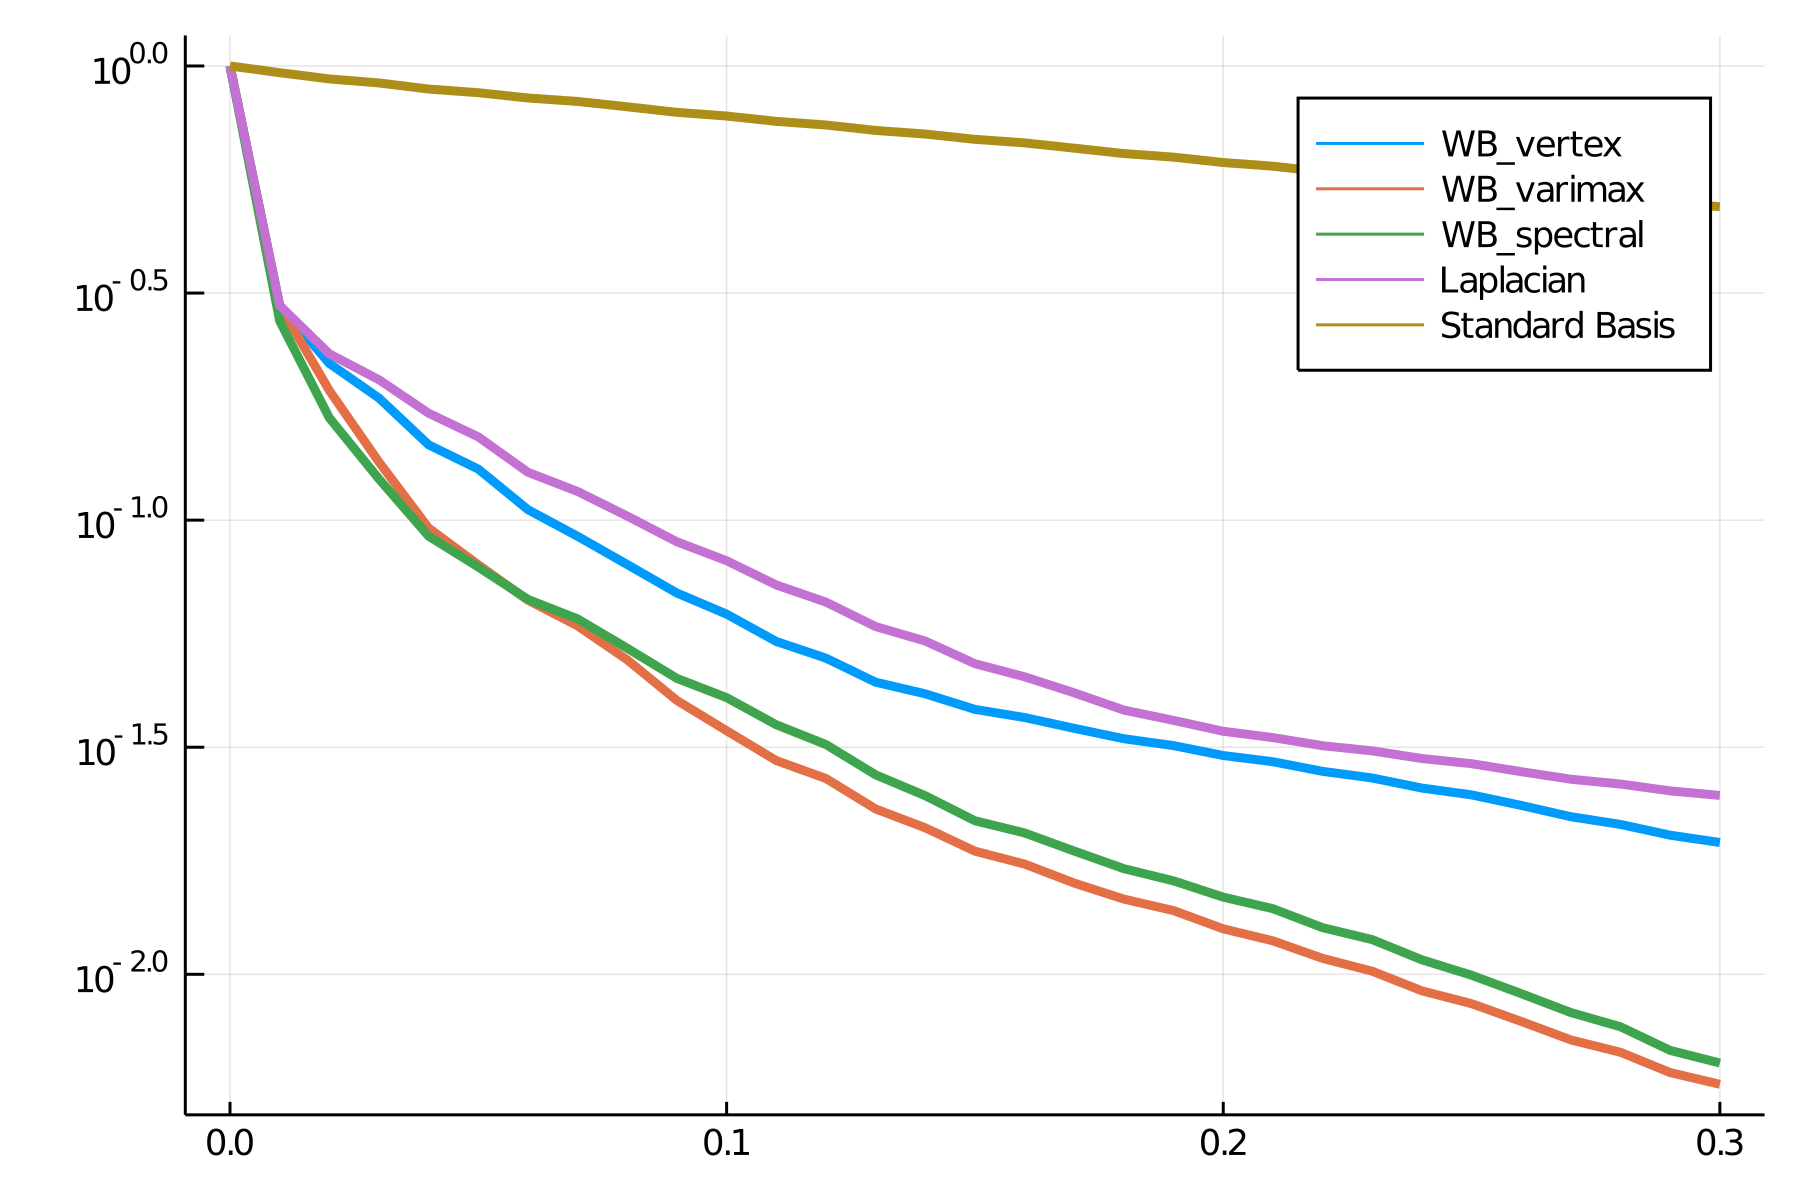 10^0.0
10^-0.5
10^-1.0
10^-1.5
10^-2.0
WB_vertex
WB_varimax
WB_spectral
Laplacian
Standard Basis
0.0 0.1 0.2 0.3